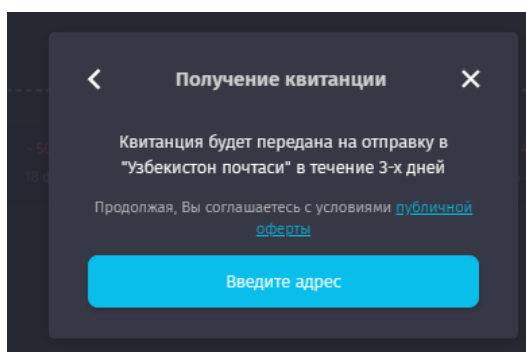 Получение квитанции
Квитанция будет передана на отправку в
"Узбекистон почтаси" в течение 3-х дней
Продолжая, Вы соглашаетесь с условиями публичной
оферты
Введите адрес